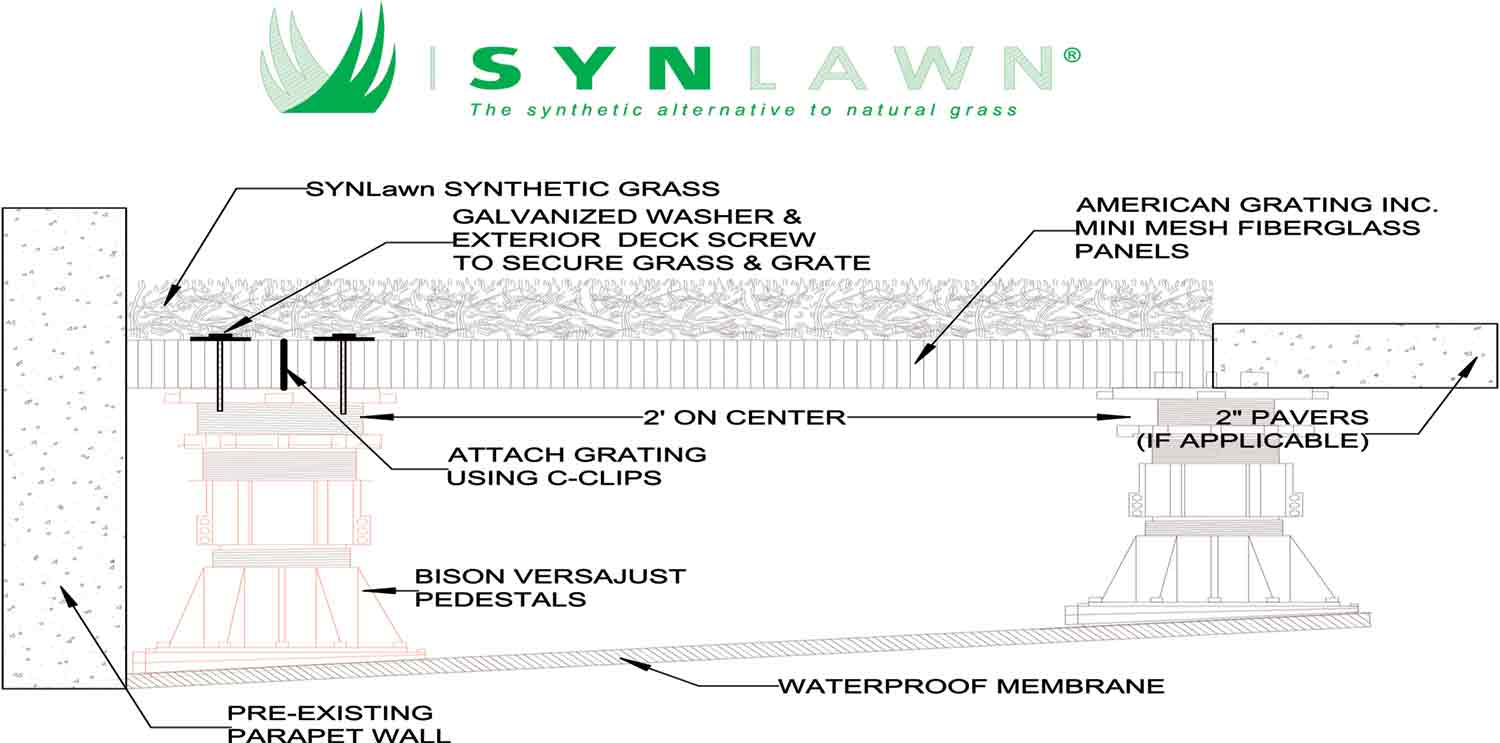 SYNLAWN®
The synthetic alternative to natural grass
SYNLawn SYNTHETIC GRASS
GALVANIZED WASHER &
EXTERIOR DECK SCREW
TO SECURE GRASS & GRATE
AMERICAN GRATING INC.
MINI MESH FIBERGLASS
PANELS
2' ON CENTER
2" PAVERS
(IF APPLICABLE)
ATTACH GRATING
USING C-CLIPS
BISON VERSAJUST
PEDESTALS
WATERPROOF MEMBRANE
PRE-EXISTING
PARAPET WALL